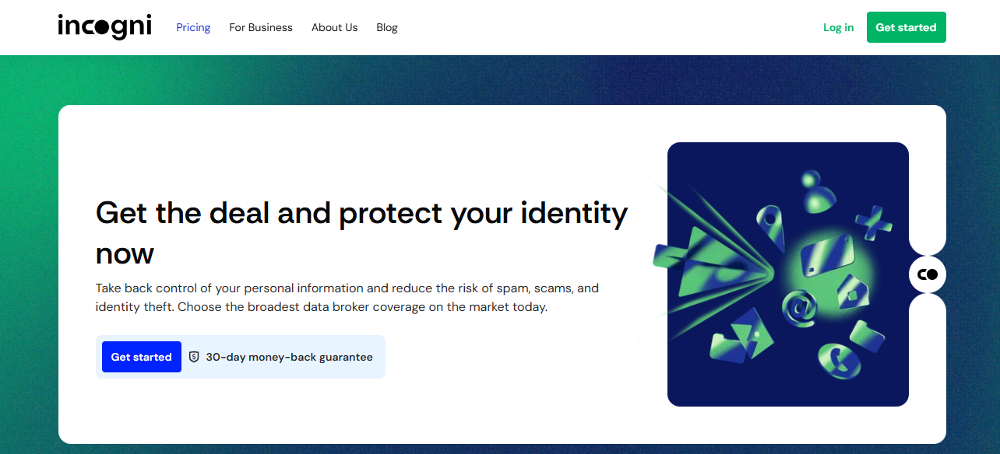 incogni
Pricing
For Business
About Us
Blog
Log in
Get started
Get the deal and protect your identity
now
Take back control of your personal information and reduce the risk of spam, scams, and
identity theft. Choose the broadest data broker coverage on the market today.
Get started
30-day money-back guarantee
@